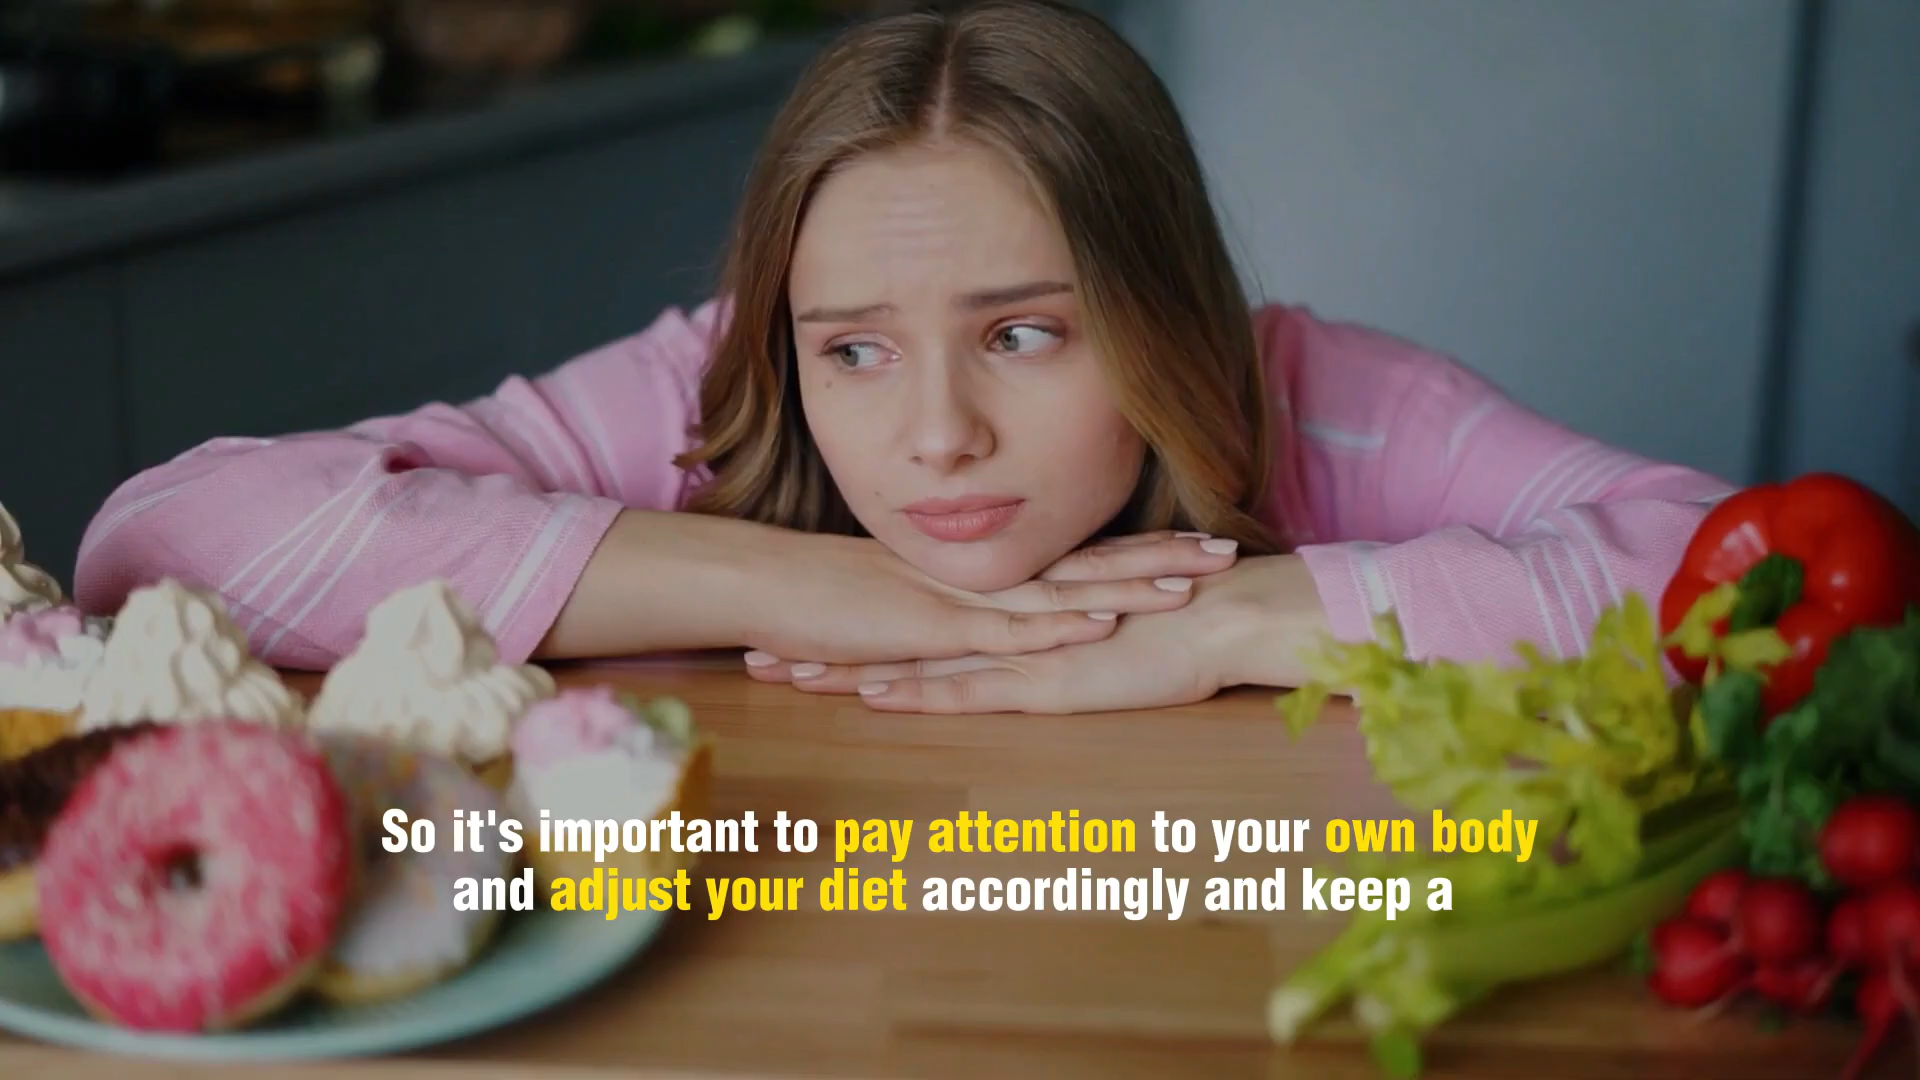 So it's important to pay attention to your own body
and adjust your diet accordingly and keep a